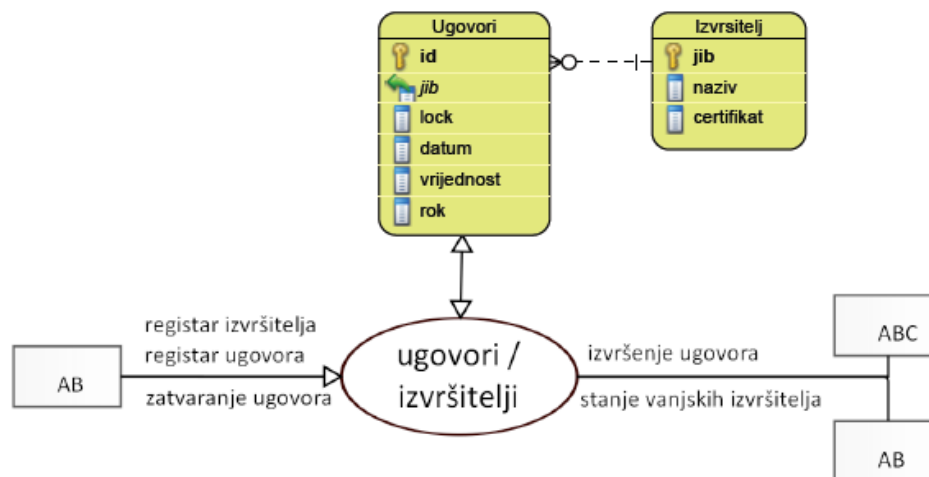 Ugovori
id
jib
lock
datum
vrijednost
rok
Izvrsitelj
jib
naziv
certifikat
registar izvršitelja
registar ugovora
zatvaranje ugovora
AB
ugovori /
izvršitelji
izvršenje ugovora
stanje vanjskih izvršitelja
ABC
AB